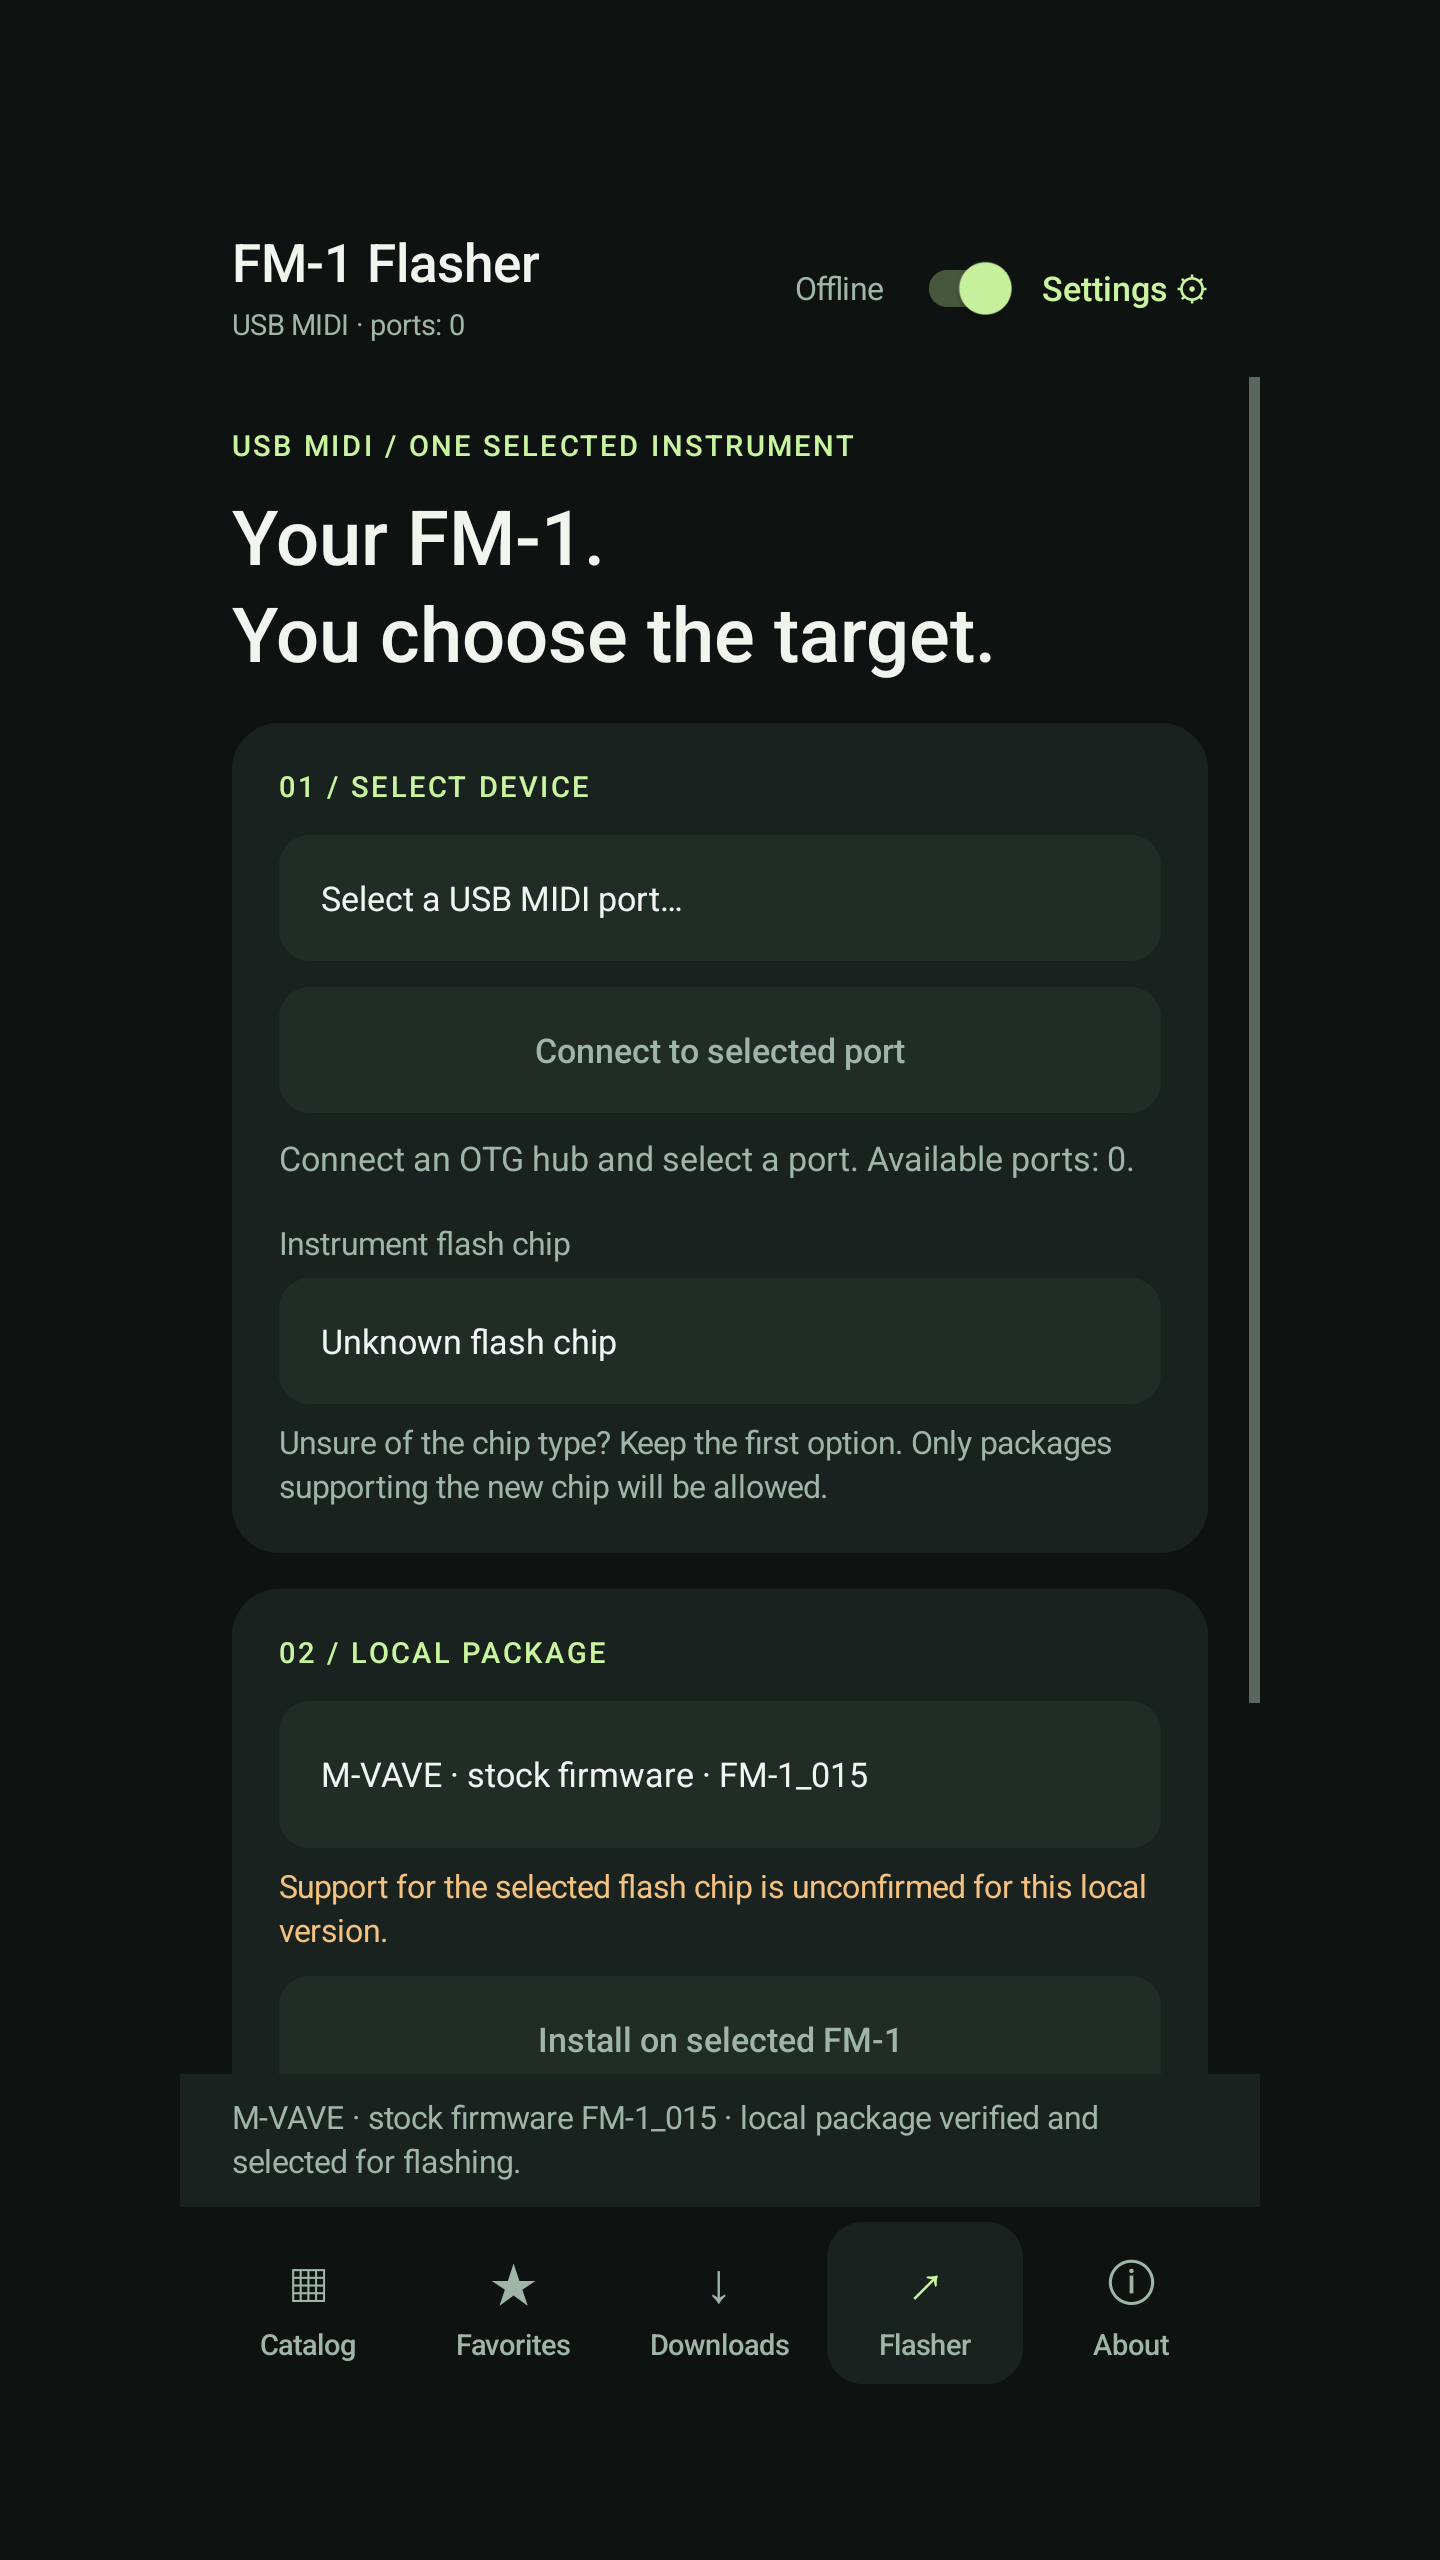 FM-1 Flasher
USB MIDI · ports: 0
Offline
Settings
USB MIDI / ONE SELECTED INSTRUMENT
Your FM-1.
You choose the target.
01 / SELECT DEVICE
Select a USB MIDI port...
Connect to selected port
Connect an OTG hub and select a port. Available ports: 0.
Instrument flash chip
Unknown flash chip
Unsure of the chip type? Keep the first option. Only packages
supporting the new chip will be allowed.
02 / LOCAL PACKAGE
M-VAVE · stock firmware · FM-1_015
Support for the selected flash chip is unconfirmed for this local
version.
Install on selected FM-1
M-VAVE · stock firmware FM-1_015 · local package verified and
selected for flashing.
Catalog
Favorites
Downloads
Flasher
About